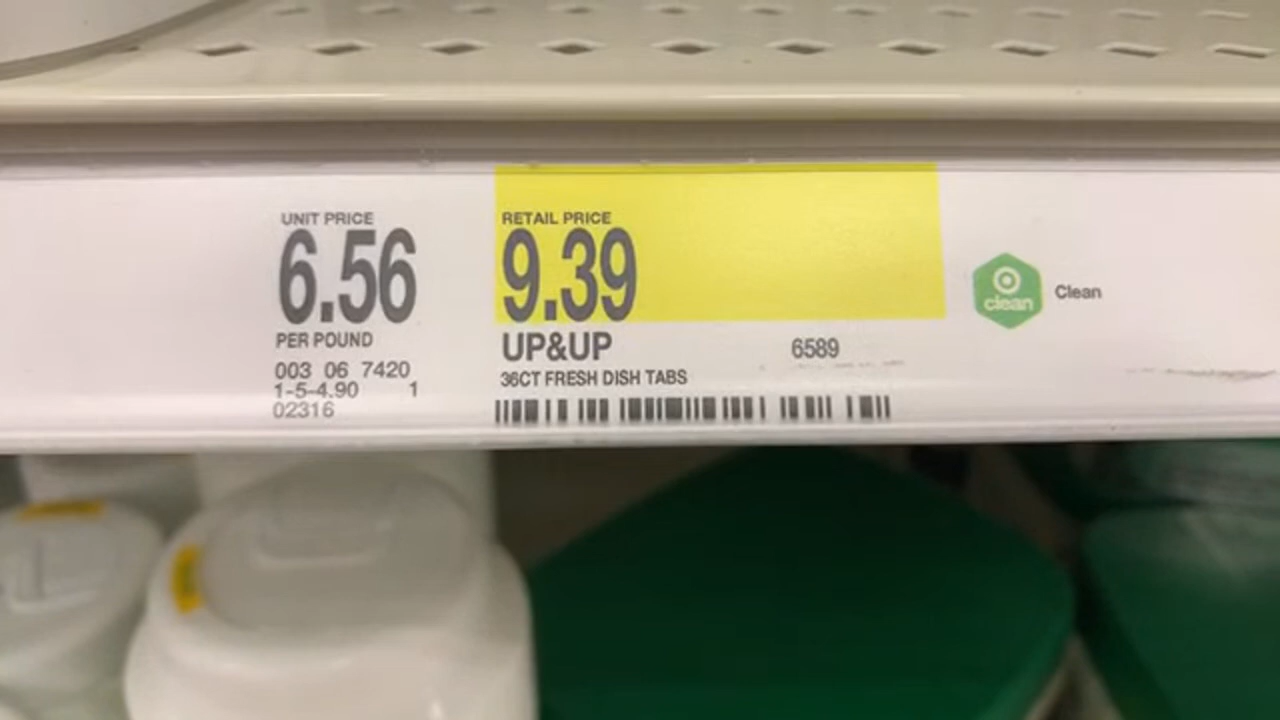 UNIT PRICE
6.56
PER POUND
003 06 7420
1-5-4.90 1
02316
RETAIL PRICE
9.39
UP&UP 6589
36CT FRESH DISH TABS
clean
Clean